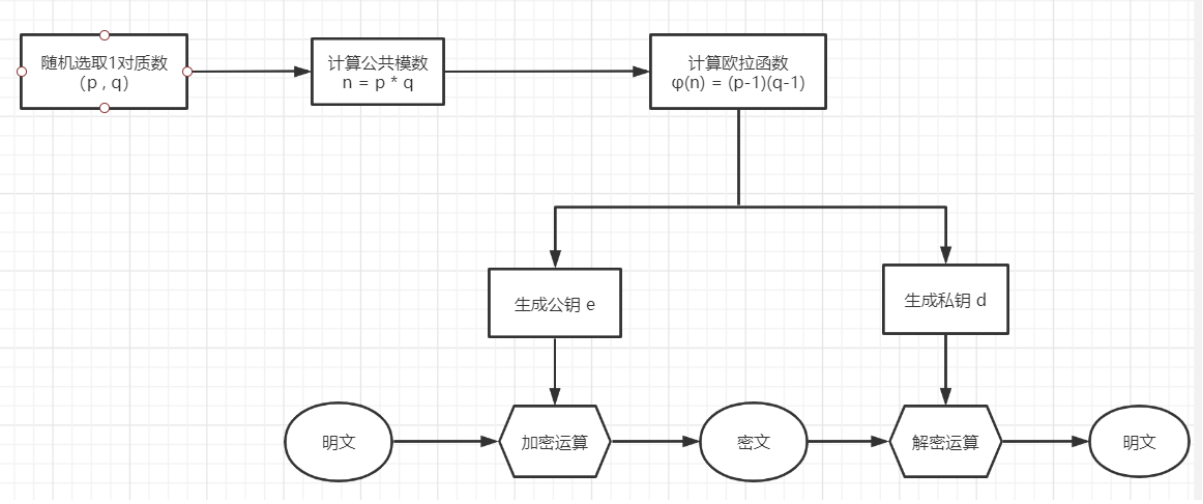 随机选取1对质数
（p , q）
计算公共模数
n = p * q
计算欧拉函数
φ(n) = (p-1)(q-1)
生成公钥 e
生成私钥 d
明文
加密运算
密文
解密运算
明文